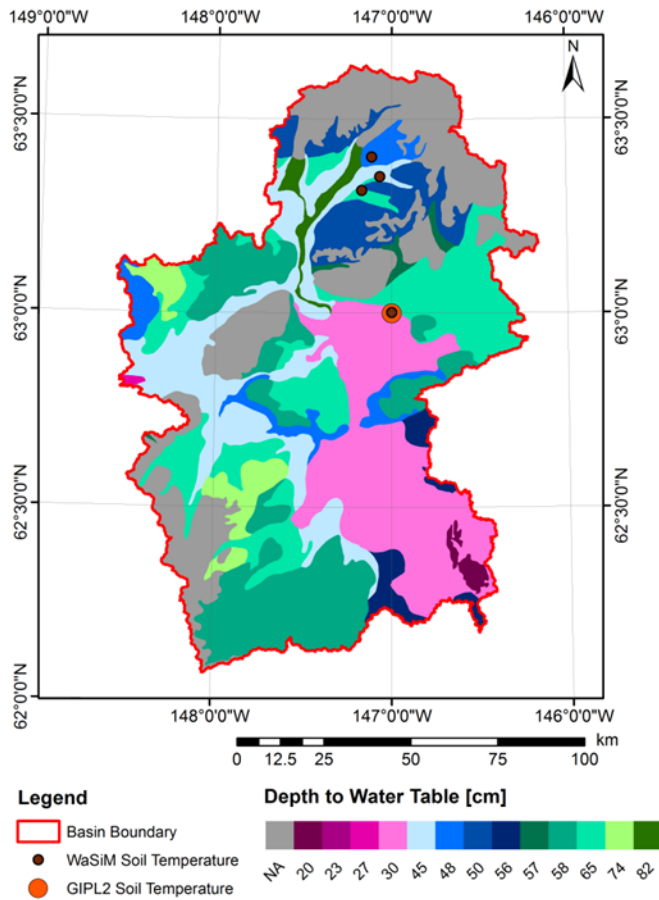 149°0'0"W 148°0'0"W 147°0'0"W 146°0'0"W
N
63°30'0"N 63°30'0"N
63°0'0"N 63°0'0"N
62°30'0"N 62°30'0"N
62°0'0"N
148°0'0"W 147°0'0"W 146°0'0"W
km
0 12.5 25 50 75 100
Legend
Basin Boundary
WaSiM Soil Temperature
GIPL2 Soil Temperature
Depth to Water Table [cm]
NA 20 23 27 30 45 48 50 56 57 58 65 74 82